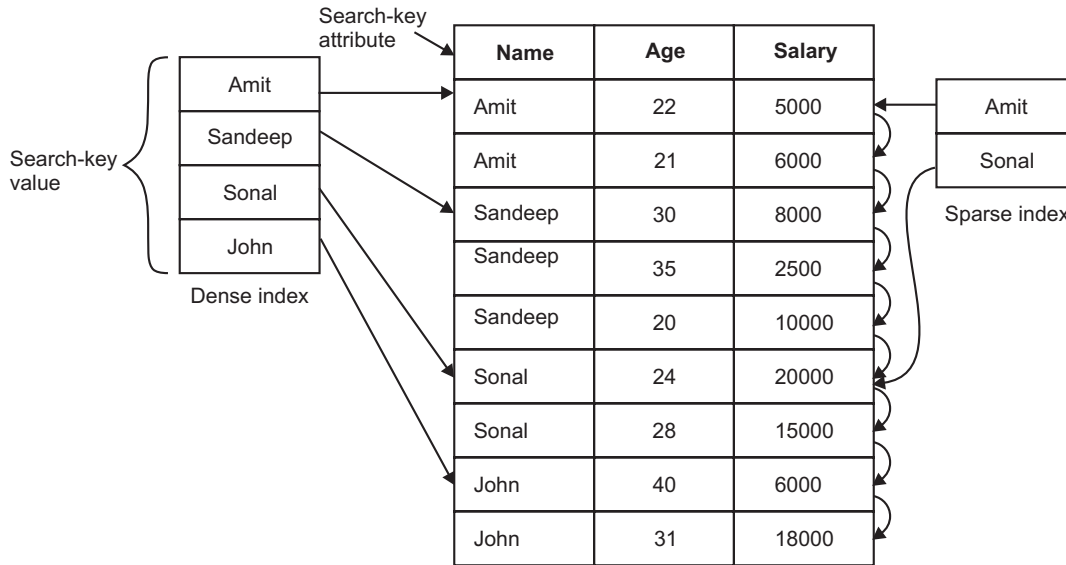 Search-key
attribute
Name Age Salary
Amit
Sandeep
Sonal
John
Search-key
value
Dense index
Amit 22 5000
Amit 21 6000
Sandeep 30 8000
Sandeep 35 2500
Sandeep 20 10000
Sonal 24 20000
Sonal 28 15000
John 40 6000
John 31 18000
Amit
Sonal
Sparse index